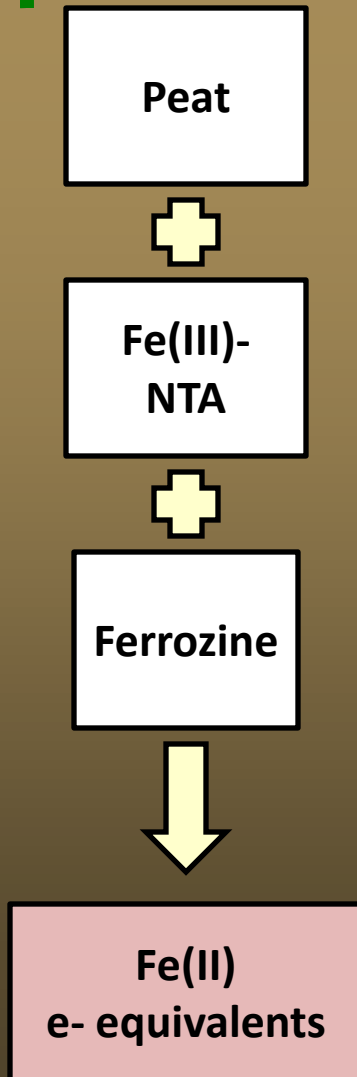 Peat
Fe(III)-
NTA
Ferrozine
Fe(II)
e- equivalents